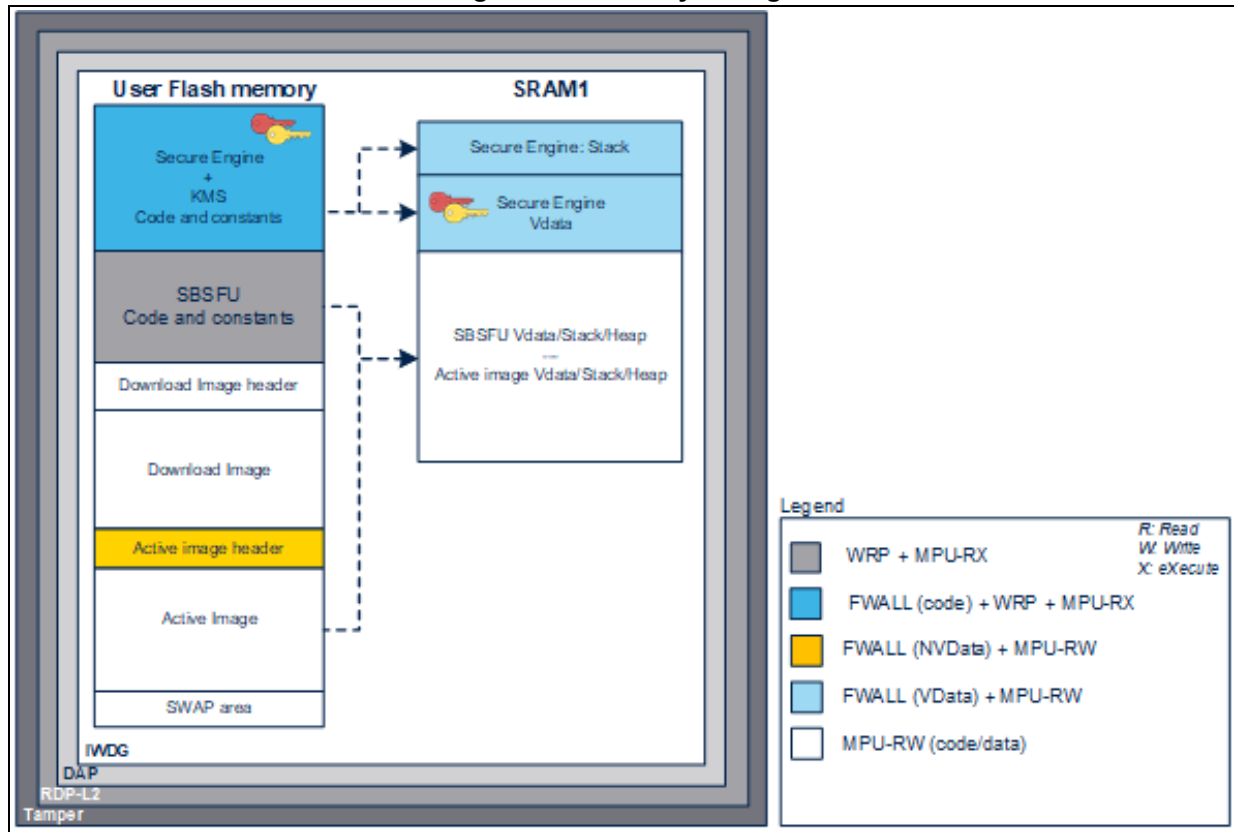 User Flash memory
SRAM1
Secure Engine
+
KMS
Code and constants
Secure Engine: Stack
Secure Engine
Vdata
SBSFU
Code and constants
SBSFU Vdata/Stack/Heap
---
Active image Vdata/Stack/Heap
Download Image header
Download Image
Active image header
Active Image
SWAP area
IWDG
DAP
RDP-L2
Tamper
Legend
R: Read
W: Write
X: eXecute
WRP + MPU-RX
FWALL (code) + WRP + MPU-RX
FWALL (NVData) + MPU-RW
FWALL (VData) + MPU-RW
MPU-RW (code/data)